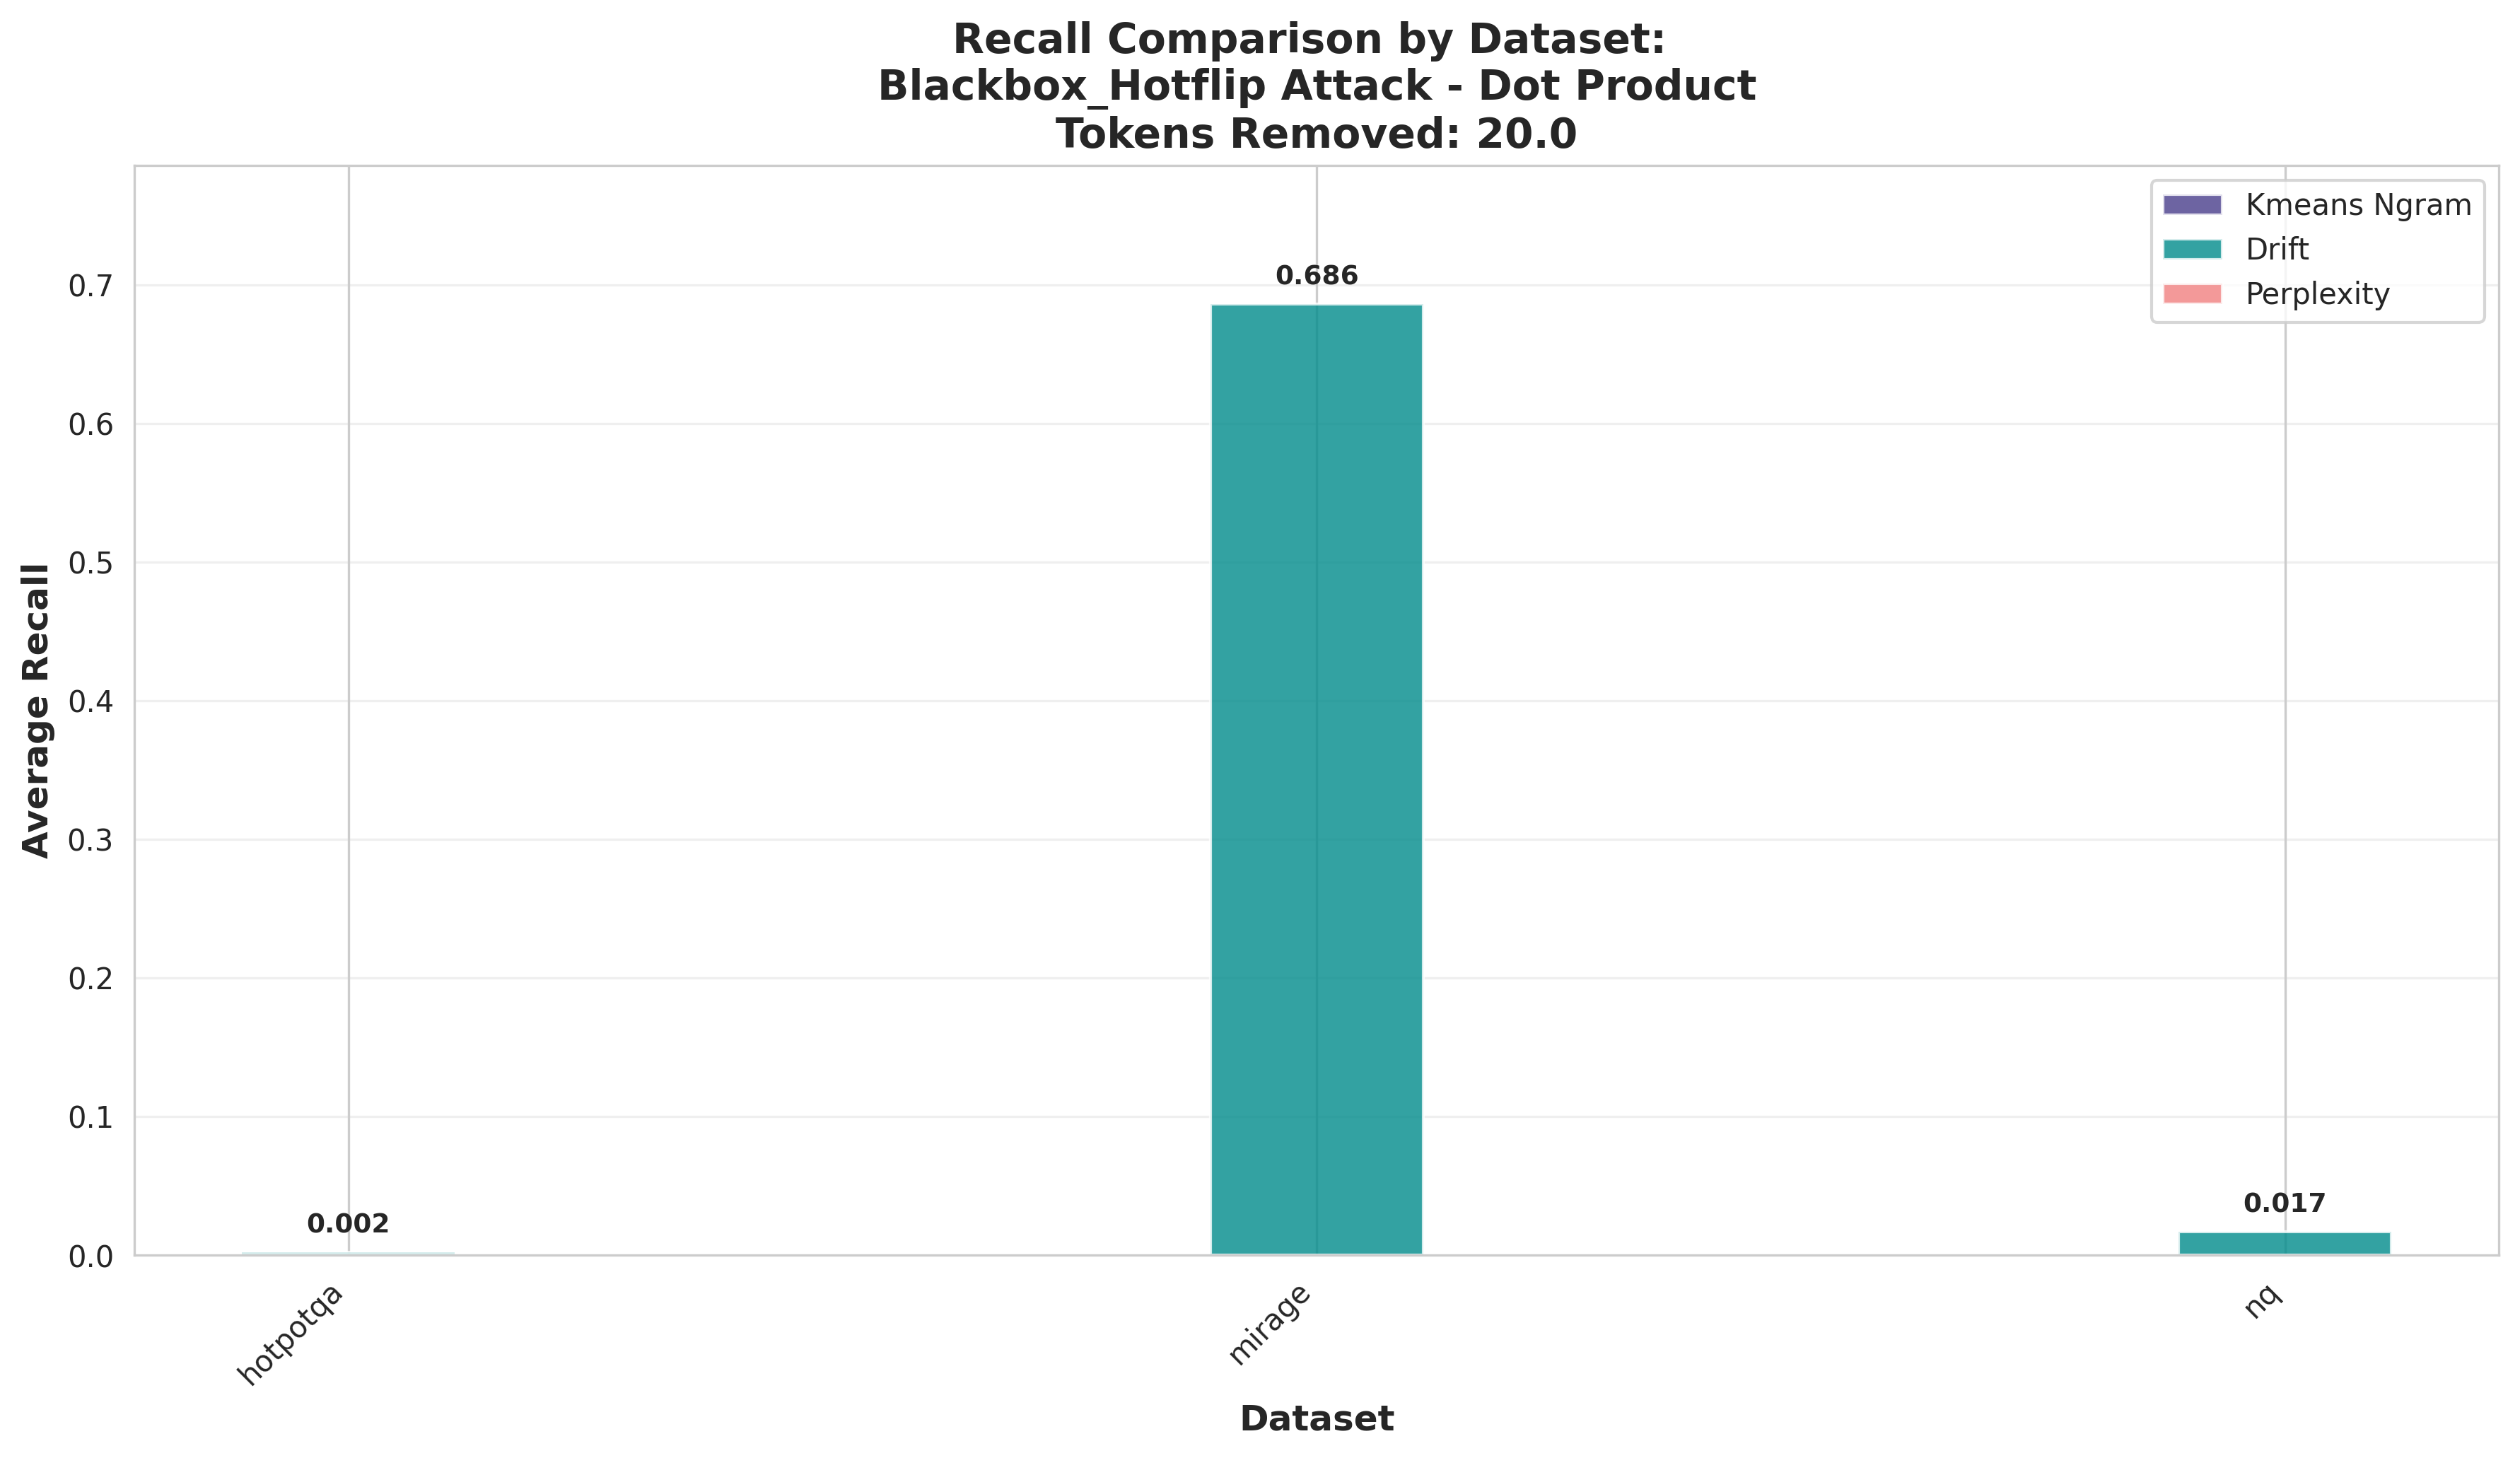 Recall Comparison by Dataset:
Blackbox_Hotflip Attack - Dot Product
Tokens Removed: 20.0
Kmeans Ngram
Drift
Perplexity
Average Recall
0.7
0.6
0.5
0.4
0.3
0.2
0.1
0.0
0.002
0.686
0.017
hotpotqa
mirage
nq
Dataset